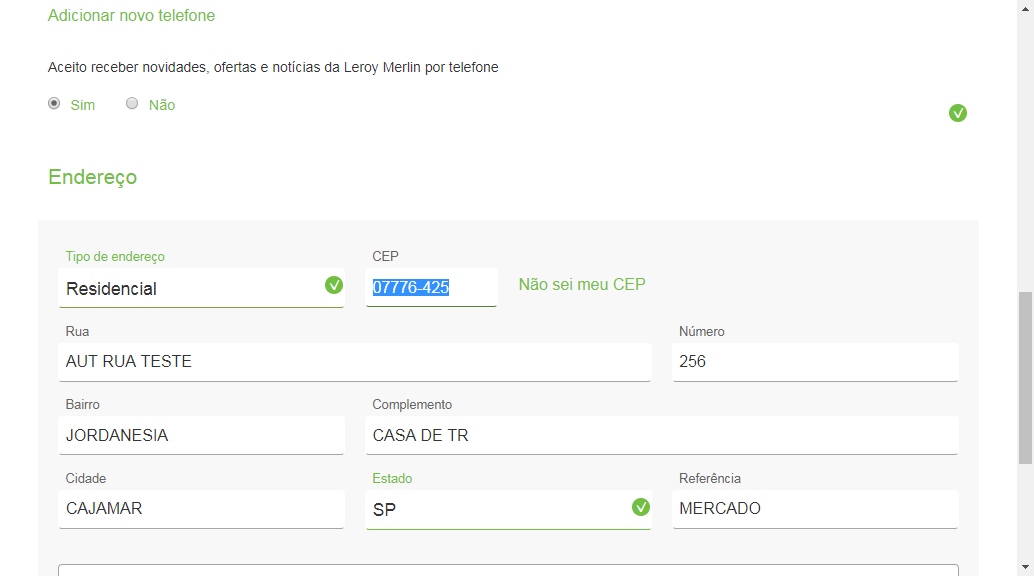 Adicionar novo telefone
Aceito receber novidades, ofertas e notícias da Leroy Merlin por telefone
Sim Não
Endereço
Tipo de endereço CEP
Residencial 07776-425 Não sei meu CEP
Rua Número
AUT RUA TESTE 256
Bairro Complemento
JORDANESIA CASA DE TR
Cidade Estado Referência
CAJAMAR SP MERCADO